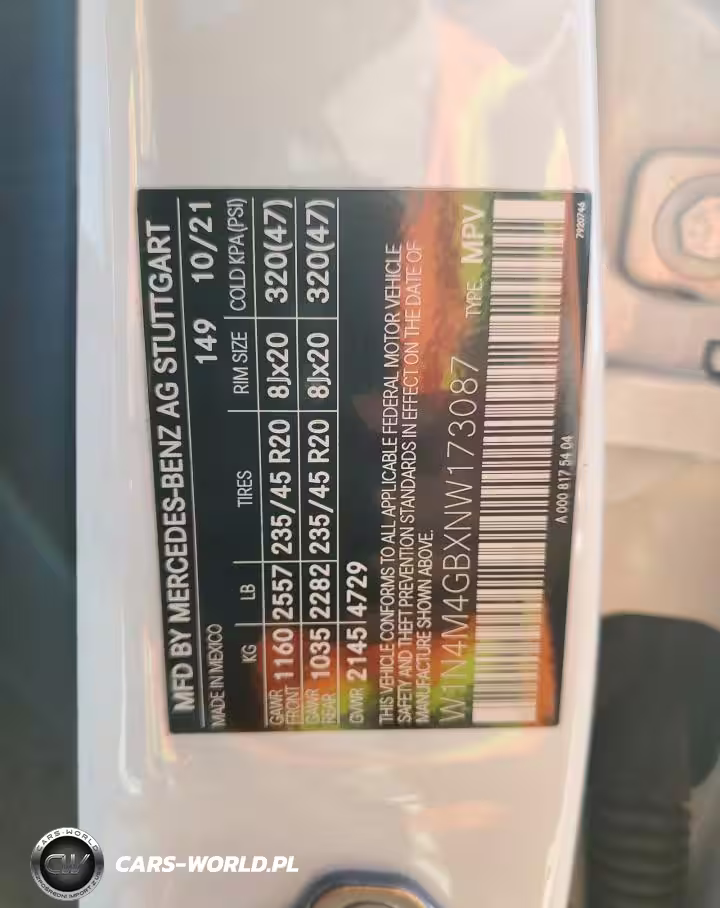 MFD BY MERCEDES-BENZ AG STUTTGART
MADE IN MEXICO 149 10/21
KG LB TIRES RIM SIZE COLD KPA(PSI)
GAWR FRONT 1160 2557 235/45 R20 8Jx20 320(47)
GAWR REAR 1035 2282 235/45 R20 8Jx20 320(47)
GVWR 2145 4729
THIS VEHICLE CONFORMS TO ALL APPLICABLE FEDERAL MOTOR VEHICLE
SAFETY AND THEFT PREVENTION STANDARDS IN EFFECT ON THE DATE OF
MANUFACTURE SHOWN ABOVE.
W1N4M4GBXNW173087 TYPE MPV
A 000 817 54 04 7920746
CARS-WORLD
CW
CARS-WORLD.PL